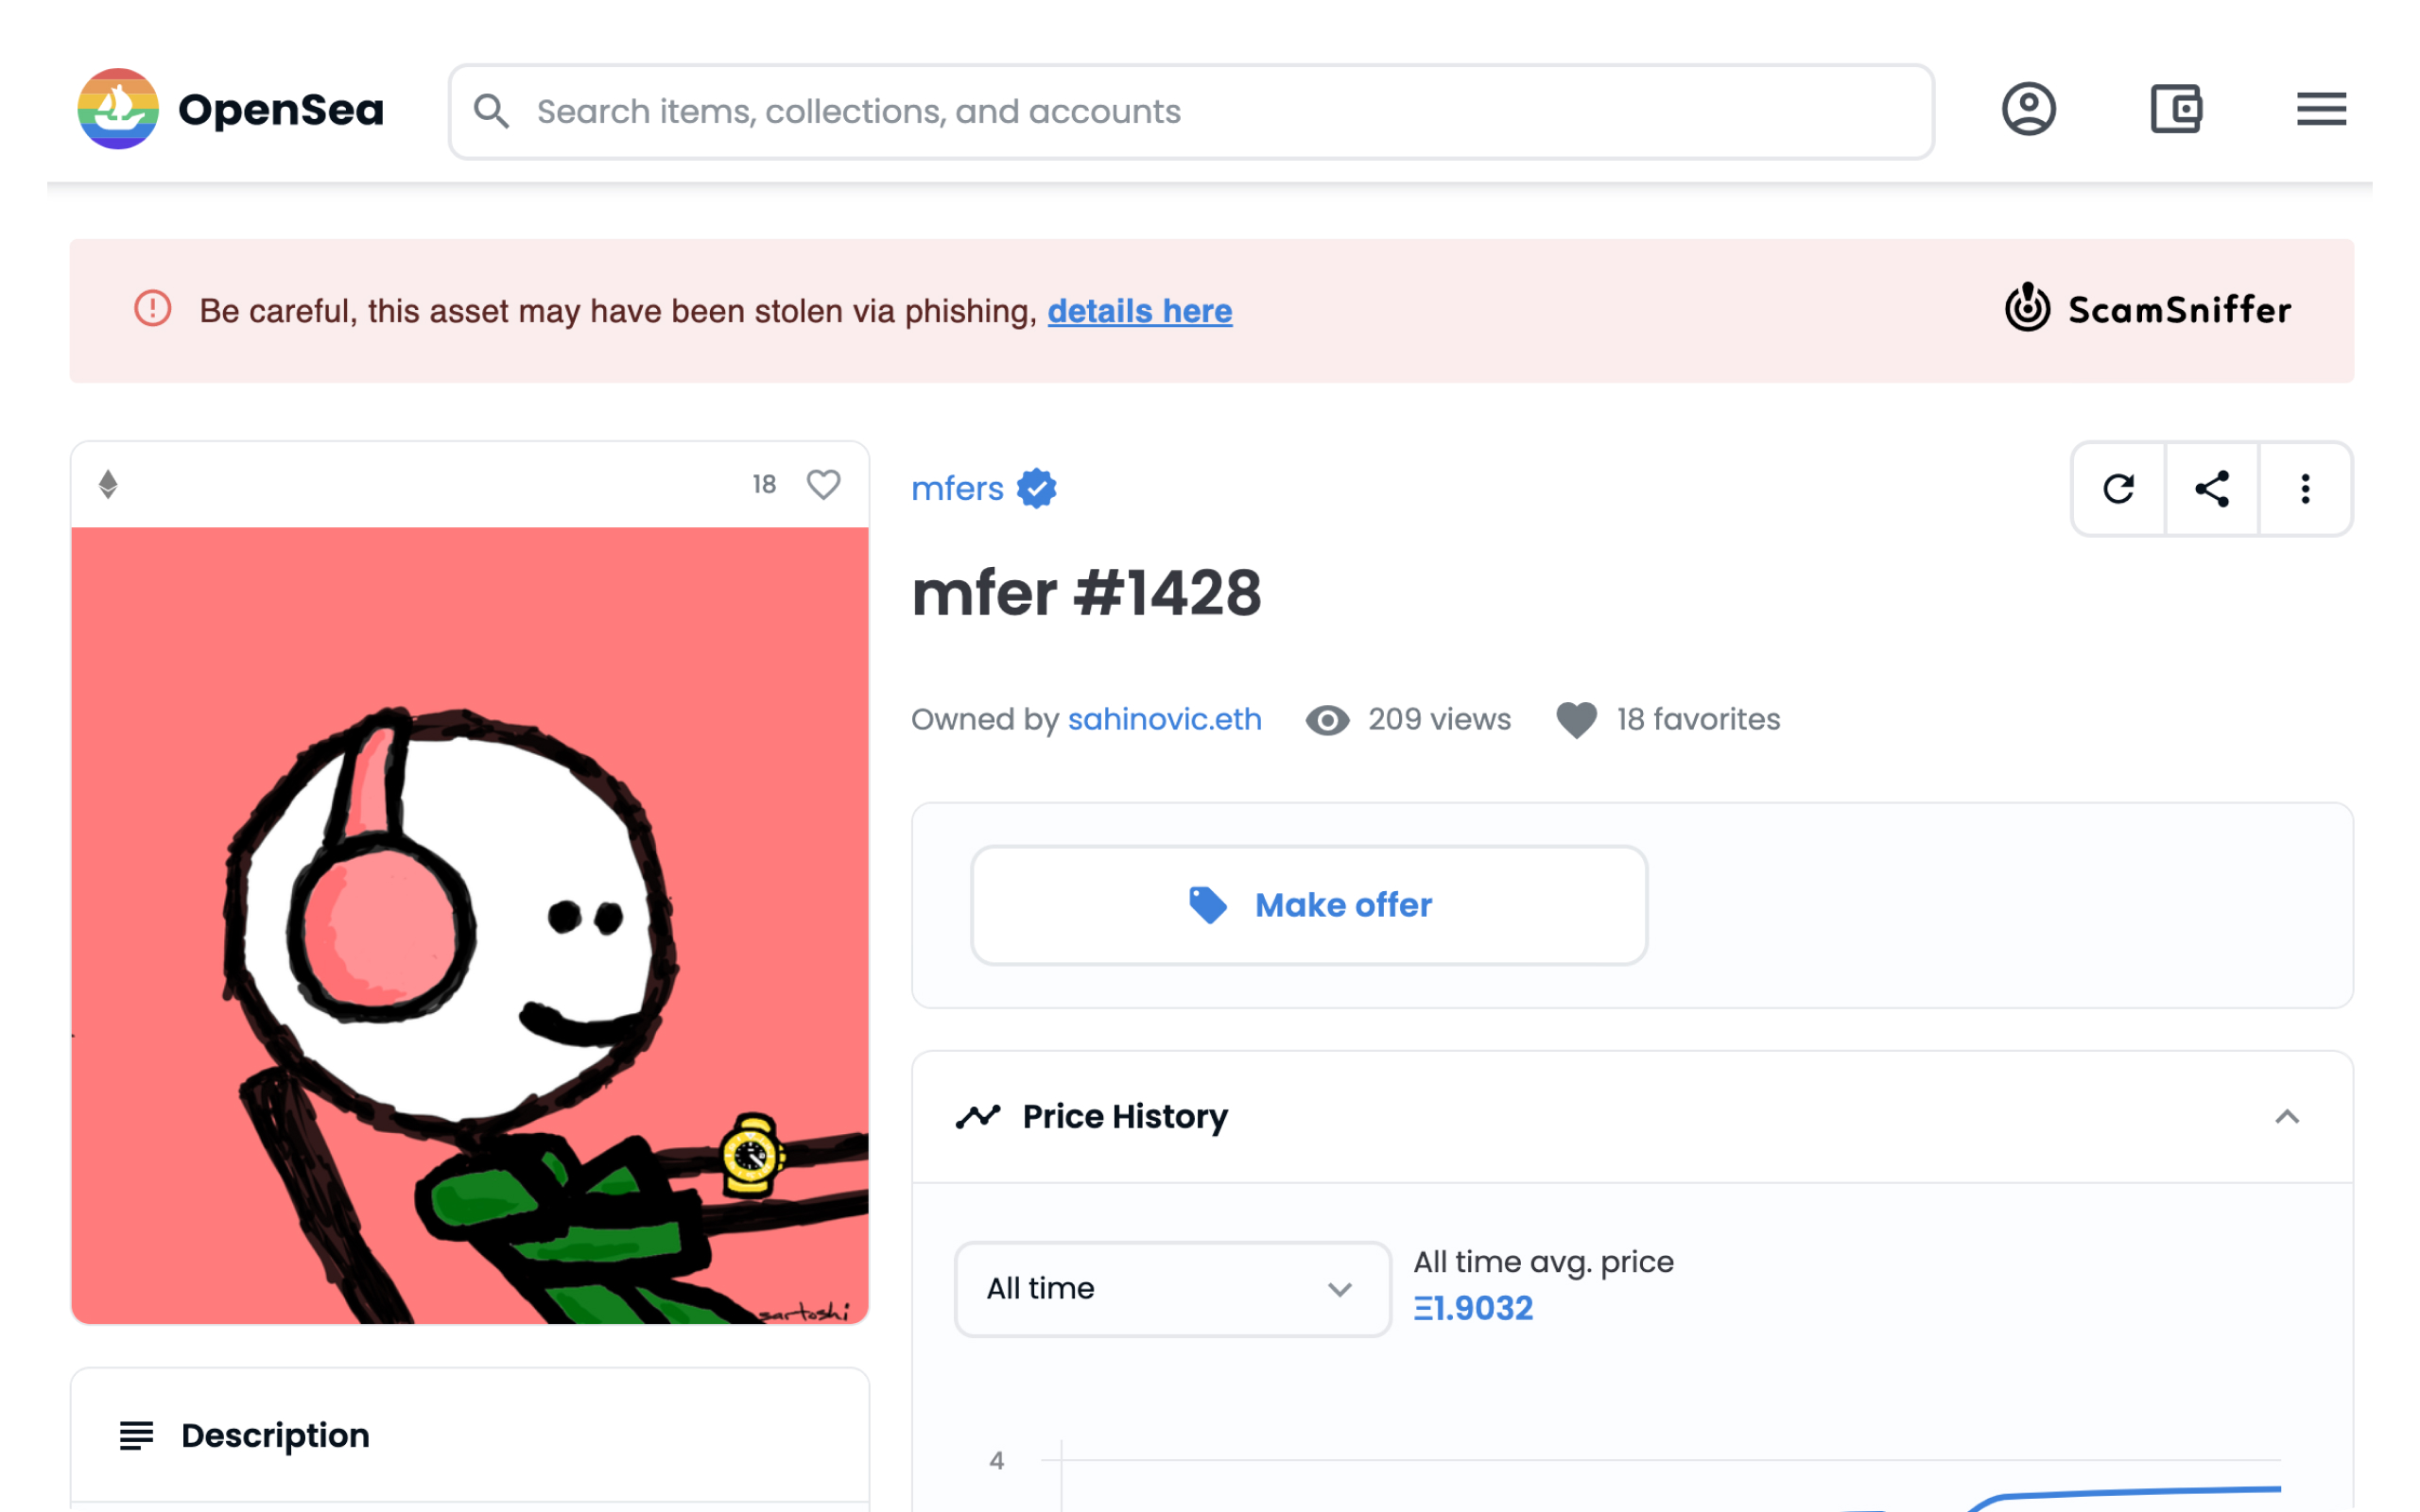 OpenSea
Search items, collections, and accounts
Be careful, this asset may have been stolen via phishing, details here
ScamSniffer
18
mfers
mfer #1428
Owned by sahinovic.eth 209 views 18 favorites
Make offer
Price History
All time
All time avg. price
Ξ1.9032
sartoshi
Description
4